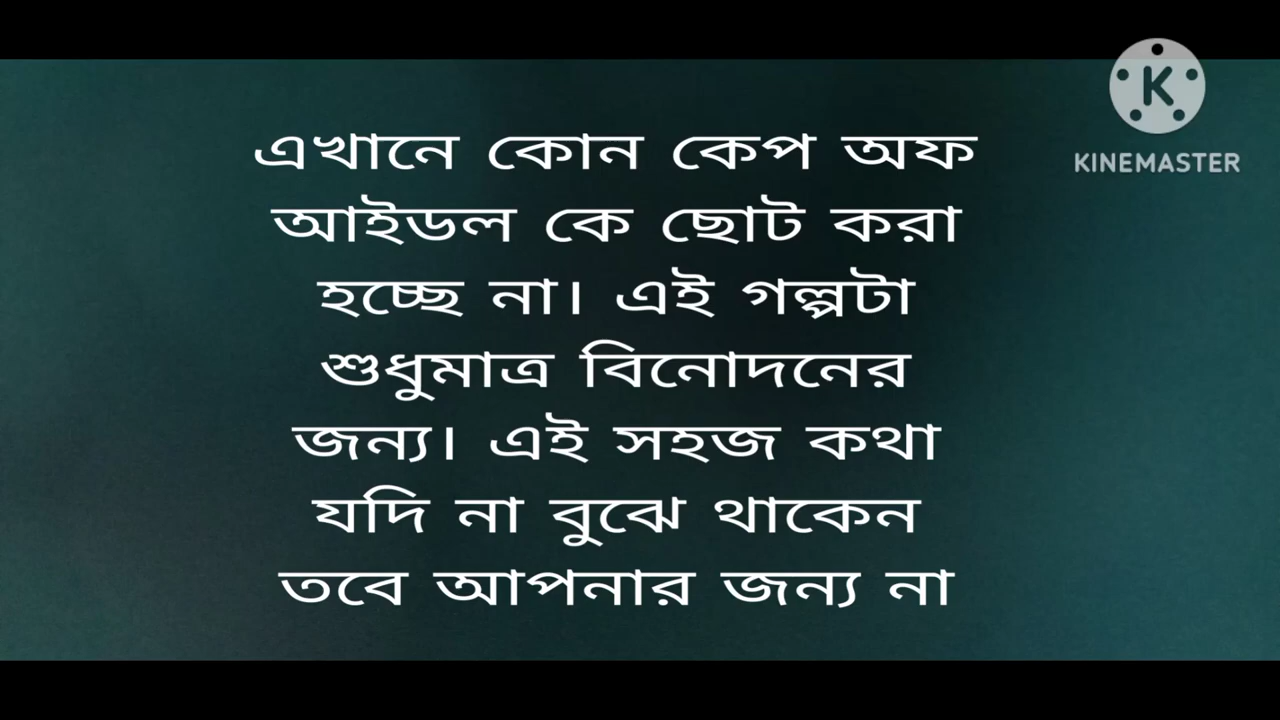 K
KINEMASTER
এখানে কোন কেপ অফ
আইডল কে ছোট করা
হচ্ছে না। এই গল্পটা
শুধুমাত্র বিনোদনের
জন্য। এই সহজ কথা
যদি না বুঝে থাকেন
তবে আপনার জন্য না